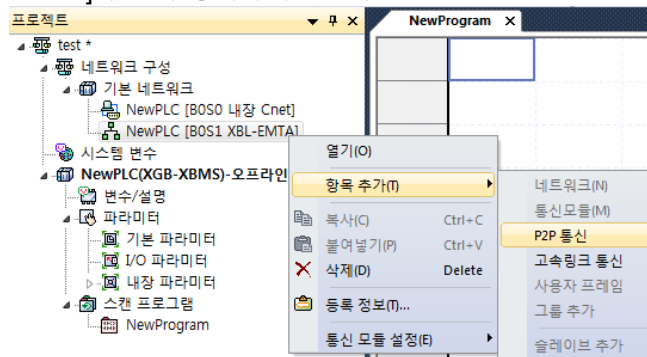 프로젝트
NewProgram
test *
네트워크 구성
기본 네트워크
NewPLC [B0S0 내장 Cnet]
NewPLC [B0S1 XBL-EMTA]
시스템 변수
NewPLC(XGB-XBMS)-오프라인
변수/설명
파라미터
기본 파라미터
I/O 파라미터
내장 파라미터
스캔 프로그램
NewProgram
열기(O)
항목 추가(T)
복사(C) Ctrl+C
붙여넣기(P) Ctrl+V
삭제(D) Delete
등록 정보(T)...
통신 모듈 설정(E)
네트워크(N)
통신모듈(M)
P2P 통신
고속링크 통신
사용자 프레임
그룹 추가
슬레이브 추가